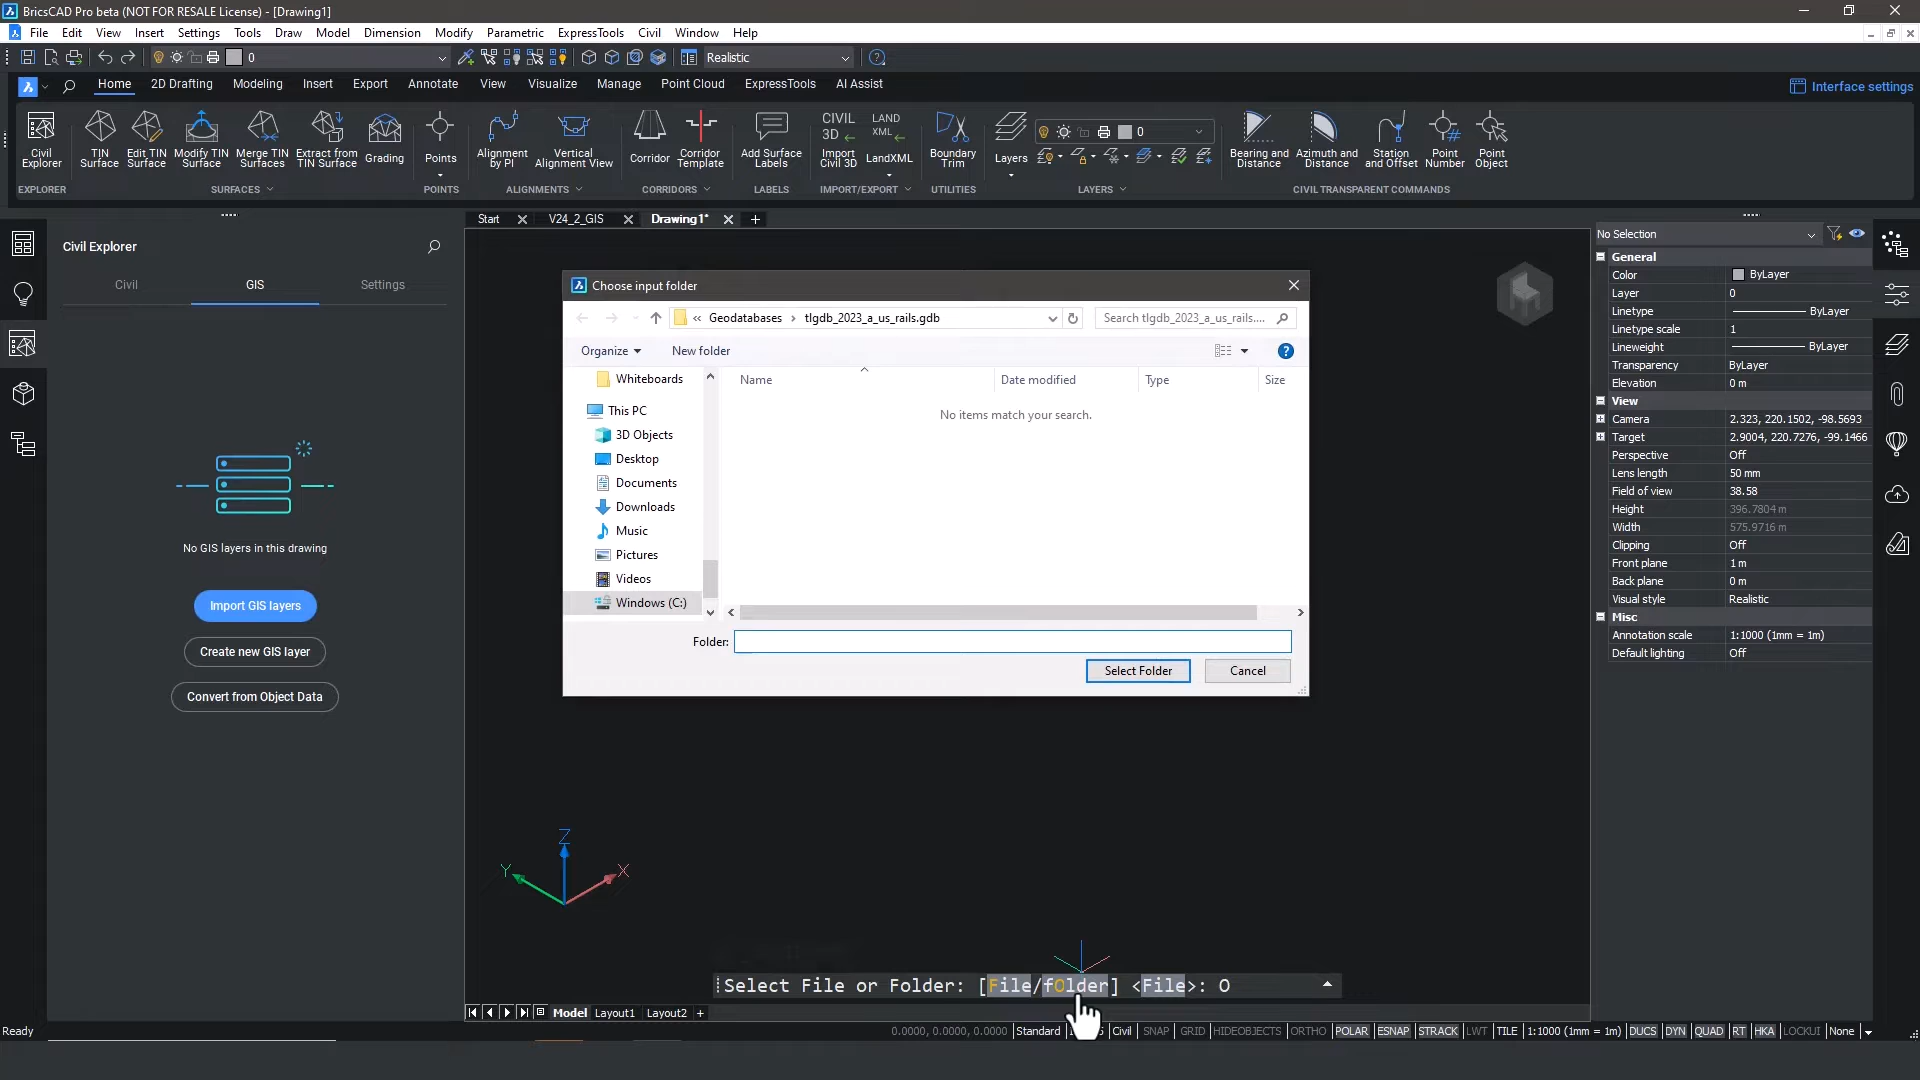 BricsCAD Pro beta (NOT FOR RESALE License) - [Drawing1]
File Edit View Insert Settings Tools Draw Model Dimension Modify Parametric ExpressTools Civil Window Help
0 Realistic
Home 2D Drafting Modeling Insert Export Annotate View Visualize Manage Point Cloud ExpressTools AI Assist Interface settings
Civil Explorer
TIN Surface
Edit TIN Surface
Modify TIN Surface
Merge TIN Surfaces
Extract from TIN Surface
Grading
Points
Alignment by PI
Vertical Alignment View
Corridor
Corridor Template
Add Surface Labels
CIVIL 3D
Import Civil 3D
LAND XML
LandXML
Boundary Trim
Layers
0
Bearing and Distance
Azimuth and Distance
Station and Offset
Point Number
Point Object
EXPLORER SURFACES POINTS ALIGNMENTS CORRIDORS LABELS IMPORT/EXPORT UTILITIES LAYERS CIVIL TRANSPARENT COMMANDS
Start V24_2_GIS Drawing1* +
Civil Explorer
Civil GIS Settings
No GIS layers in this drawing
Import GIS layers
Create new GIS layer
Convert from Object Data
Choose input folder
« Geodatabases › tlgdb_2023_a_us_rails.gdb
Search tlgdb_2023_a_us_rails....
Organize New folder
Whiteboards
This PC
3D Objects
Desktop
Documents
Downloads
Music
Pictures
Videos
Windows (C:)
Name Date modified Type Size
No items match your search.
Folder:
Select Folder Cancel
Z
Y
X
Select File or Folder: [File/fOlder] <File>: O
Model Layout1 Layout2 +
No Selection
General
Color ByLayer
Layer 0
Linetype ByLayer
Linetype scale 1
Lineweight ByLayer
Transparency ByLayer
Elevation 0 m
View
Camera 2.323, 220.1502, -98.5693
Target 2.9004, 220.7276, -99.1466
Perspective Off
Lens length 50 mm
Field of view 38.58
Height 396.7804 m
Width 575.9716 m
Clipping Off
Front plane 1 m
Back plane 0 m
Visual style Realistic
Misc
Annotation scale 1:1000 (1mm = 1m)
Default lighting Off
Ready
0.0000, 0.0000, 0.0000 Standard Civil SNAP GRID HIDEOBJECTS ORTHO POLAR ESNAP STRACK LWT TILE 1:1000 (1mm = 1m) DUCS DYN QUAD RT HKA LOCKUI None